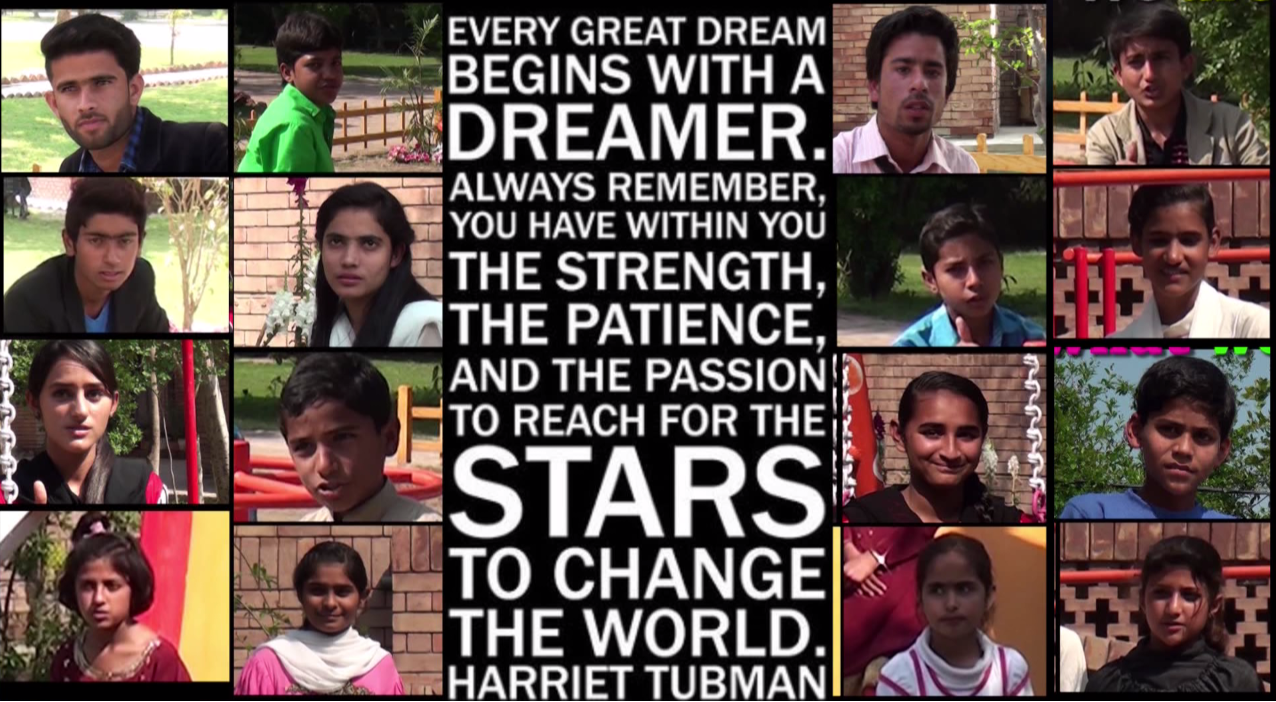 EVERY GREAT DREAM
BEGINS WITH A
DREAMER.
ALWAYS REMEMBER,
YOU HAVE WITHIN YOU
THE STRENGTH,
THE PATIENCE,
AND THE PASSION
TO REACH FOR THE
STARS
TO CHANGE
THE WORLD.
HARRIET TUBMAN